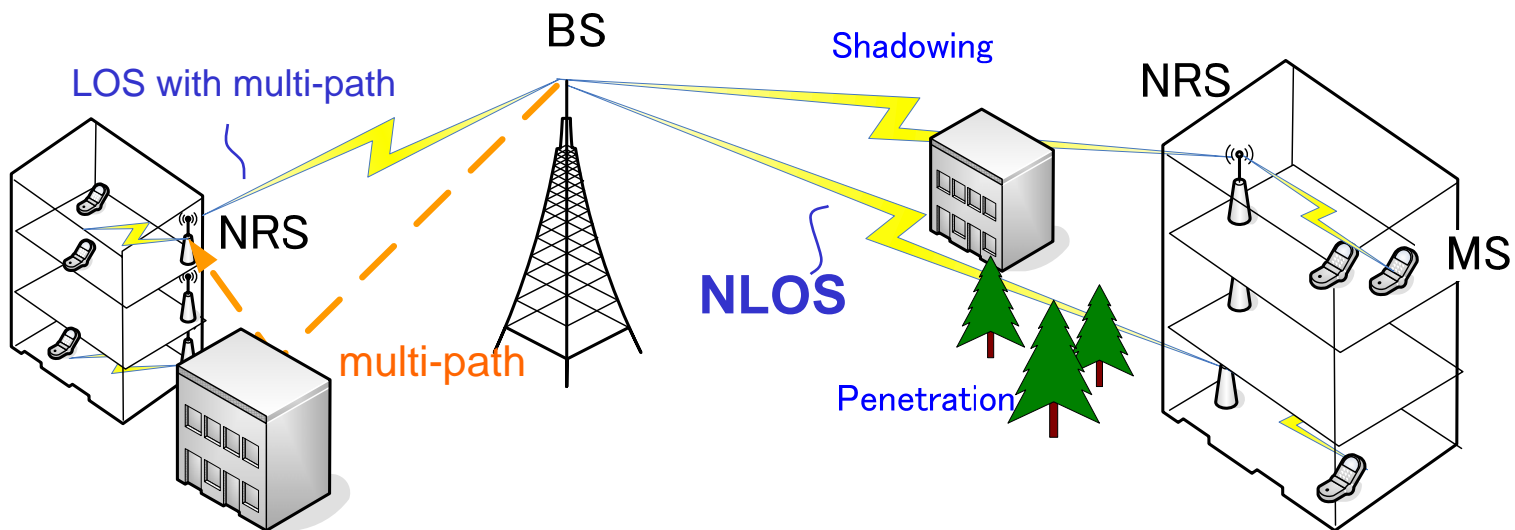 BS
Shadowing
LOS with multi-path
NRS
NRS
MS
NLOS
multi-path
Penetration